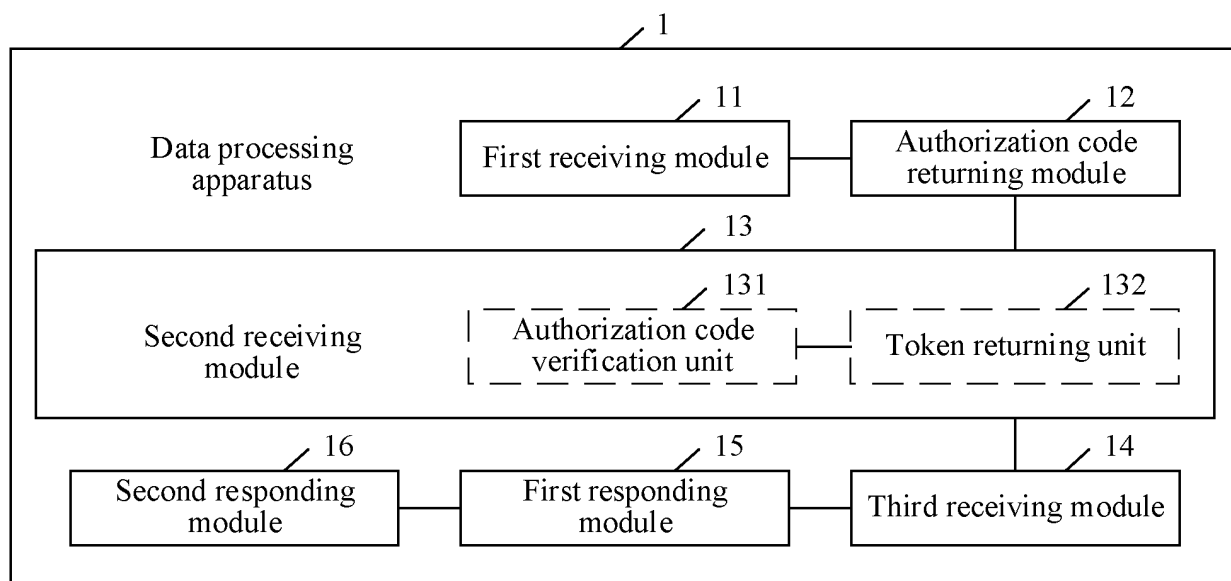 1
11
12
Data processing
apparatus
First receiving module
Authorization code
returning module
13
131
132
Second receiving
module
Authorization code
verification unit
Token returning unit
16
15
14
Second responding
module
First responding
module
Third receiving module